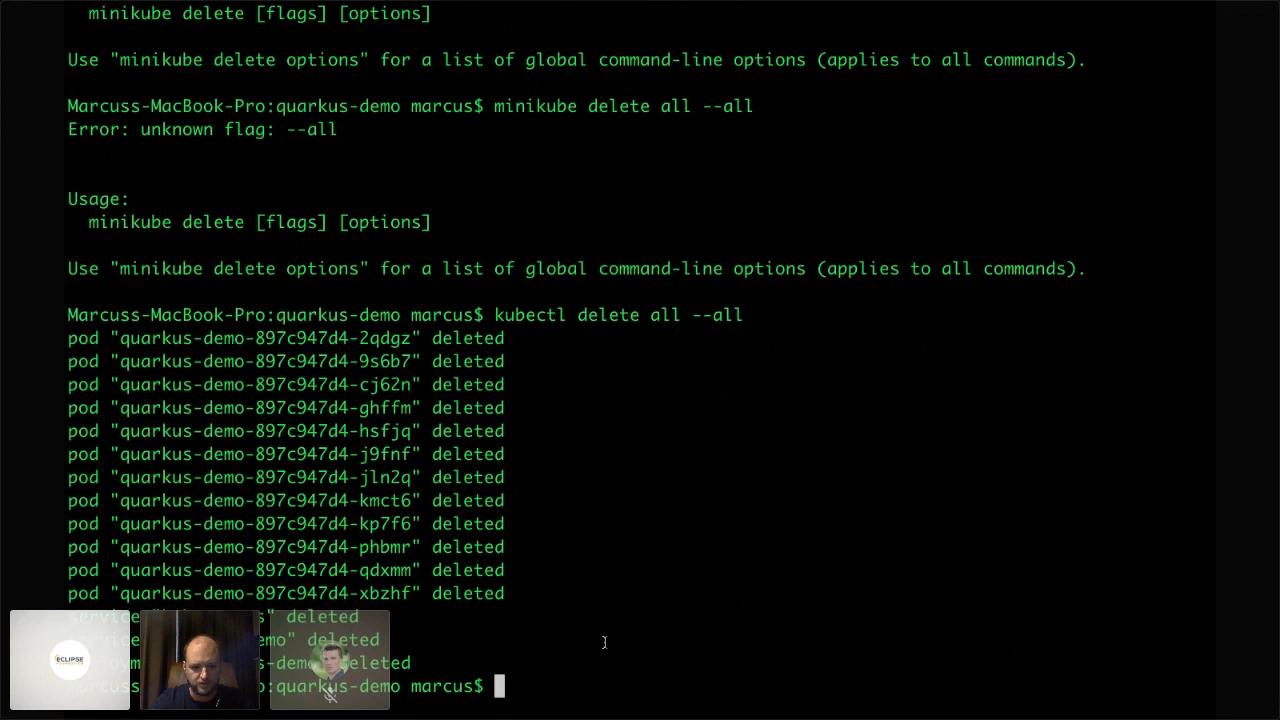 minikube delete [flags] [options]
Use "minikube delete options" for a list of global command-line options (applies to all commands).
Marcuss-MacBook-Pro:quarkus-demo marcus$ minikube delete all --all
Error: unknown flag: --all
Usage:
minikube delete [flags] [options]
Use "minikube delete options" for a list of global command-line options (applies to all commands).
Marcuss-MacBook-Pro:quarkus-demo marcus$ kubectl delete all --all
pod "quarkus-demo-897c947d4-2qdgz" deleted
pod "quarkus-demo-897c947d4-9s6b7" deleted
pod "quarkus-demo-897c947d4-cj62n" deleted
pod "quarkus-demo-897c947d4-ghffm" deleted
pod "quarkus-demo-897c947d4-hsfjq" deleted
pod "quarkus-demo-897c947d4-j9fnf" deleted
pod "quarkus-demo-897c947d4-jln2q" deleted
pod "quarkus-demo-897c947d4-kmct6" deleted
pod "quarkus-demo-897c947d4-kp7f6" deleted
pod "quarkus-demo-897c947d4-phbmr" deleted
pod "quarkus-demo-897c947d4-qdxmm" deleted
pod "quarkus-demo-897c947d4-xbzhf" deleted
service deleted
deleted
deleted
:quarkus-demo marcus$
ECLIPSE
FOUNDATION